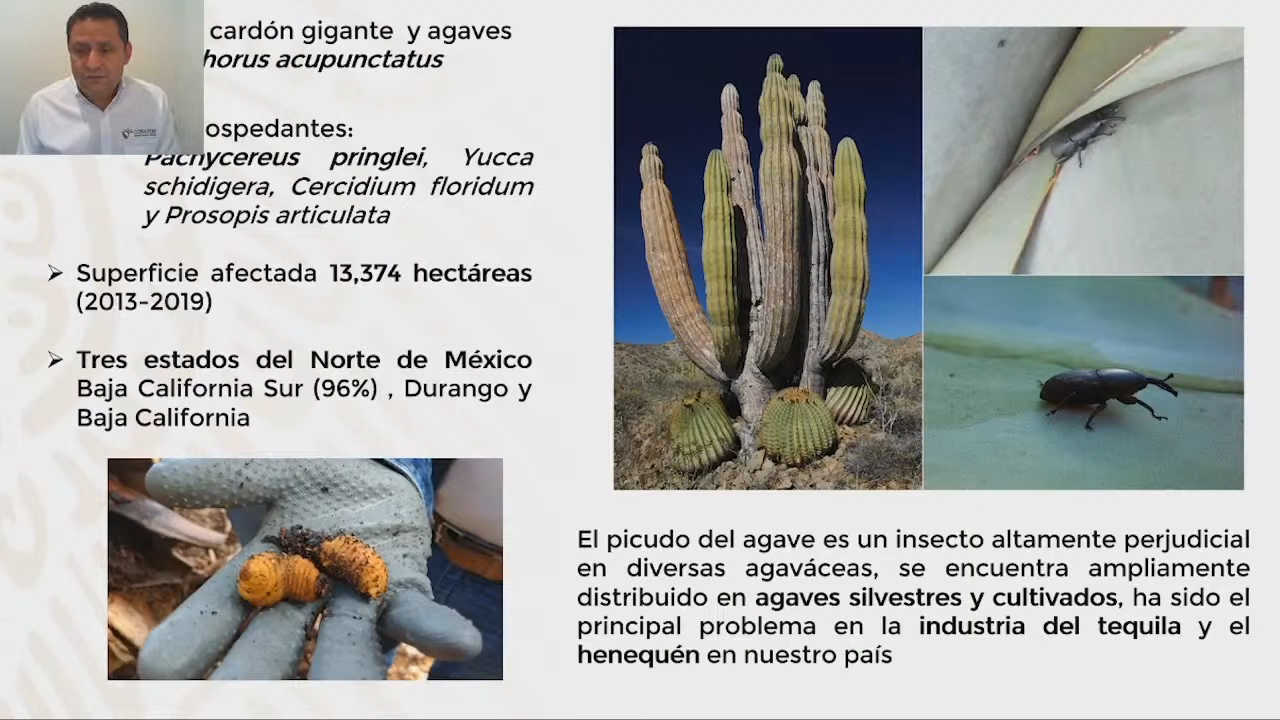 cardón gigante y agaves
horus acupunctatus
ospedantes:
Pachycereus pringlei, Yucca
schidigera, Cercidium floridum
y Prosopis articulata
➢ Superficie afectada 13,374 hectáreas
(2013-2019)
➢ Tres estados del Norte de México
Baja California Sur (96%) , Durango y
Baja California
El picudo del agave es un insecto altamente perjudicial
en diversas agaváceas, se encuentra ampliamente
distribuido en agaves silvestres y cultivados, ha sido el
principal problema en la industria del tequila y el
henequén en nuestro país